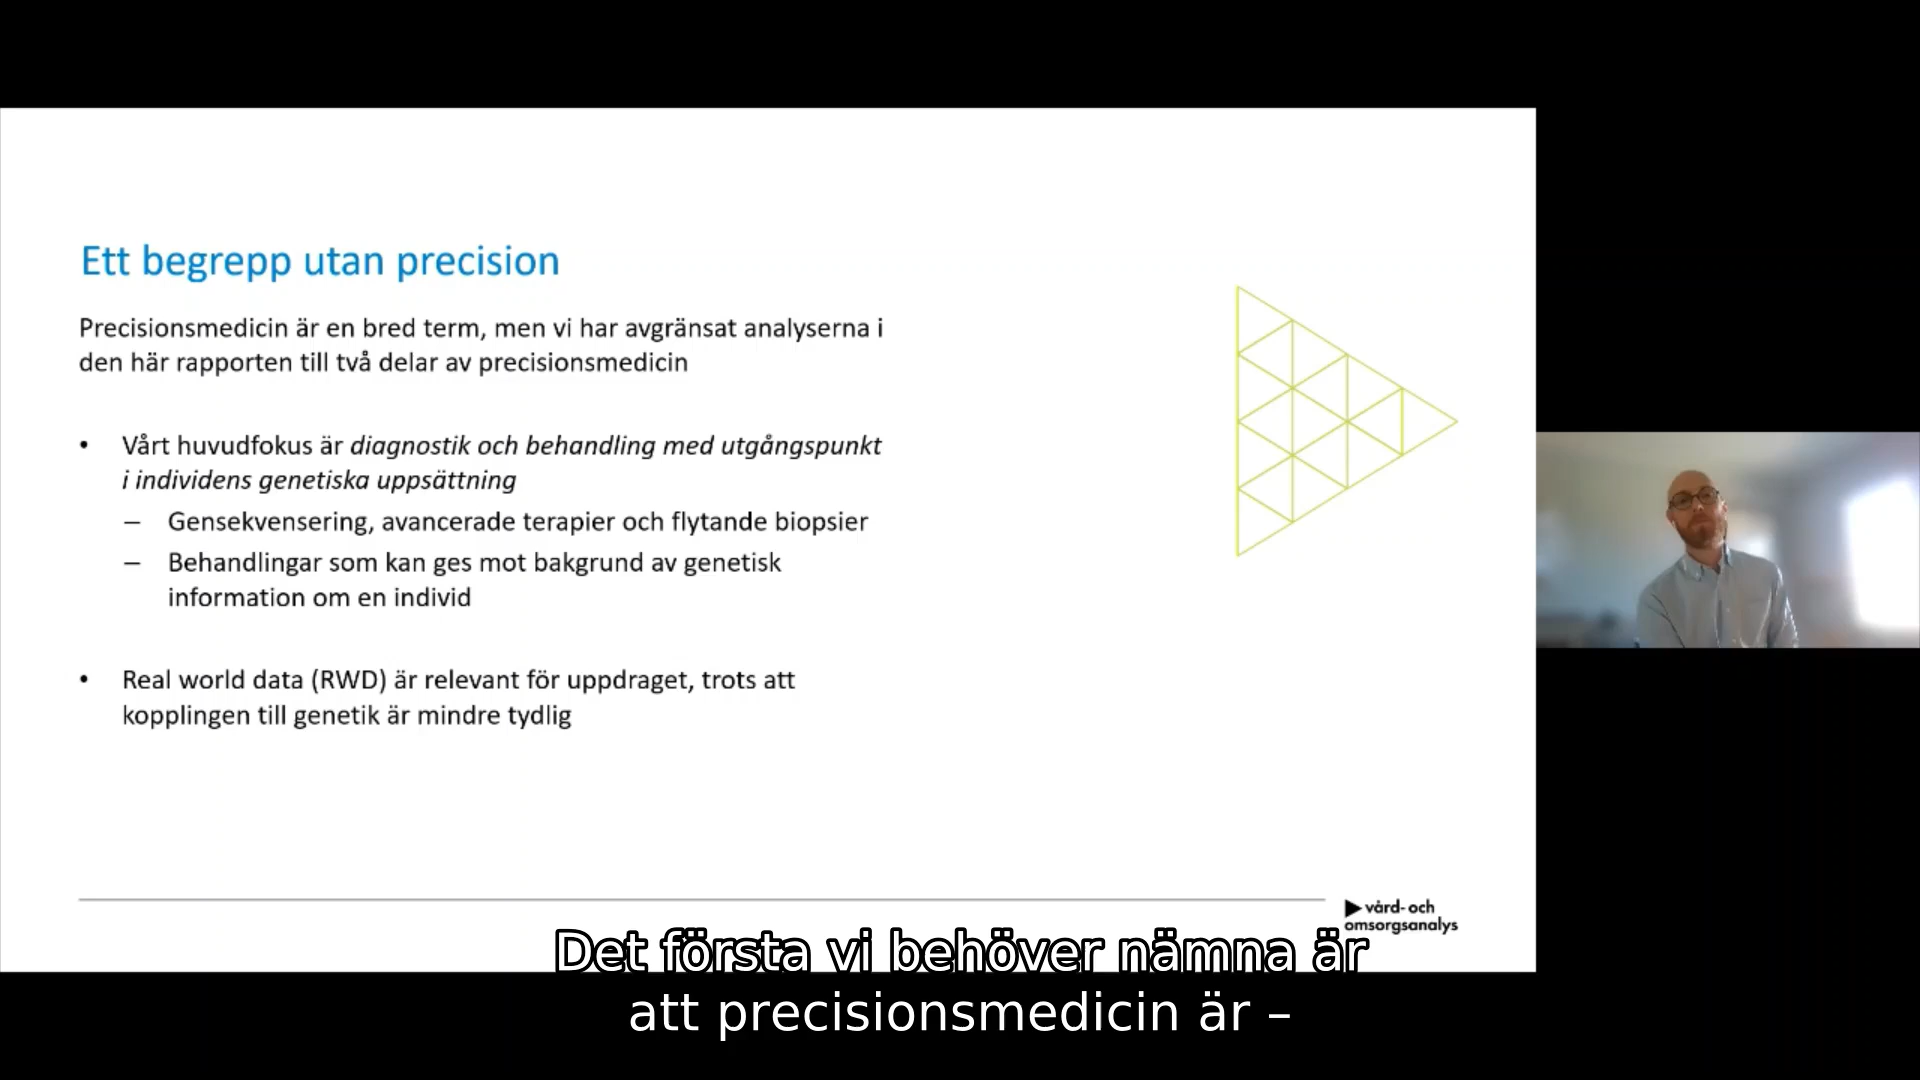 Ett begrepp utan precision
Precisionsmedicin är en bred term, men vi har avgränsat analyserna i
den här rapporten till två delar av precisionsmedicin
• Vårt huvudfokus är diagnostik och behandling med utgångspunkt
i individens genetiska uppsättning
– Gensekvensering, avancerade terapier och flytande biopsier
– Behandlingar som kan ges mot bakgrund av genetisk
information om en individ
• Real world data (RWD) är relevant för uppdraget, trots att
kopplingen till genetik är mindre tydlig
vård- och
omsorgsanalys
Det första vi behöver nämna är
att precisionsmedicin är –